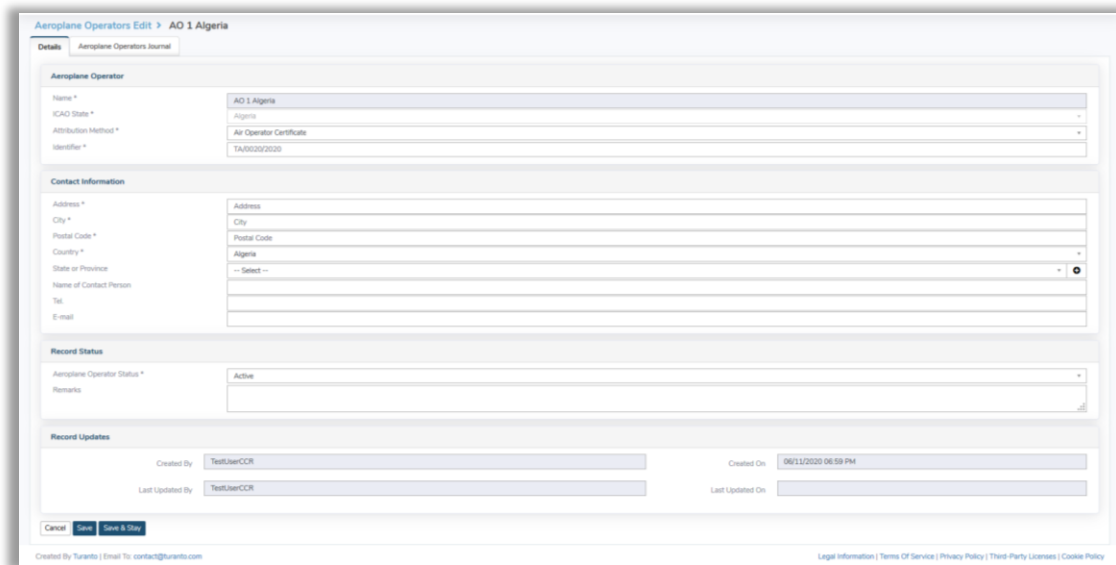 Aeroplane Operators Edit > AO 1 Algeria
Details Aeroplane Operators Journal
Aeroplane Operator
Name * AO 1 Algeria
ICAO State * Algeria
Attribution Method * Air Operator Certificate
Identifier * TA/0020/2020
Contact Information
Address * Address
City * City
Postal Code * Postal Code
Country * Algeria
State or Province -- Select --
Name of Contact Person
Tel.
E-mail
Record Status
Aeroplane Operator Status * Active
Remarks
Record Updates
Created By TestUserCCR Created On 06/11/2020 06:59 PM
Last Updated By TestUserCCR Last Updated On
Cancel Save Save & Stay
Created By Turanto | Email To: contact@turanto.com Legal Information | Terms Of Service | Privacy Policy | Third-Party Licenses | Cookie Policy